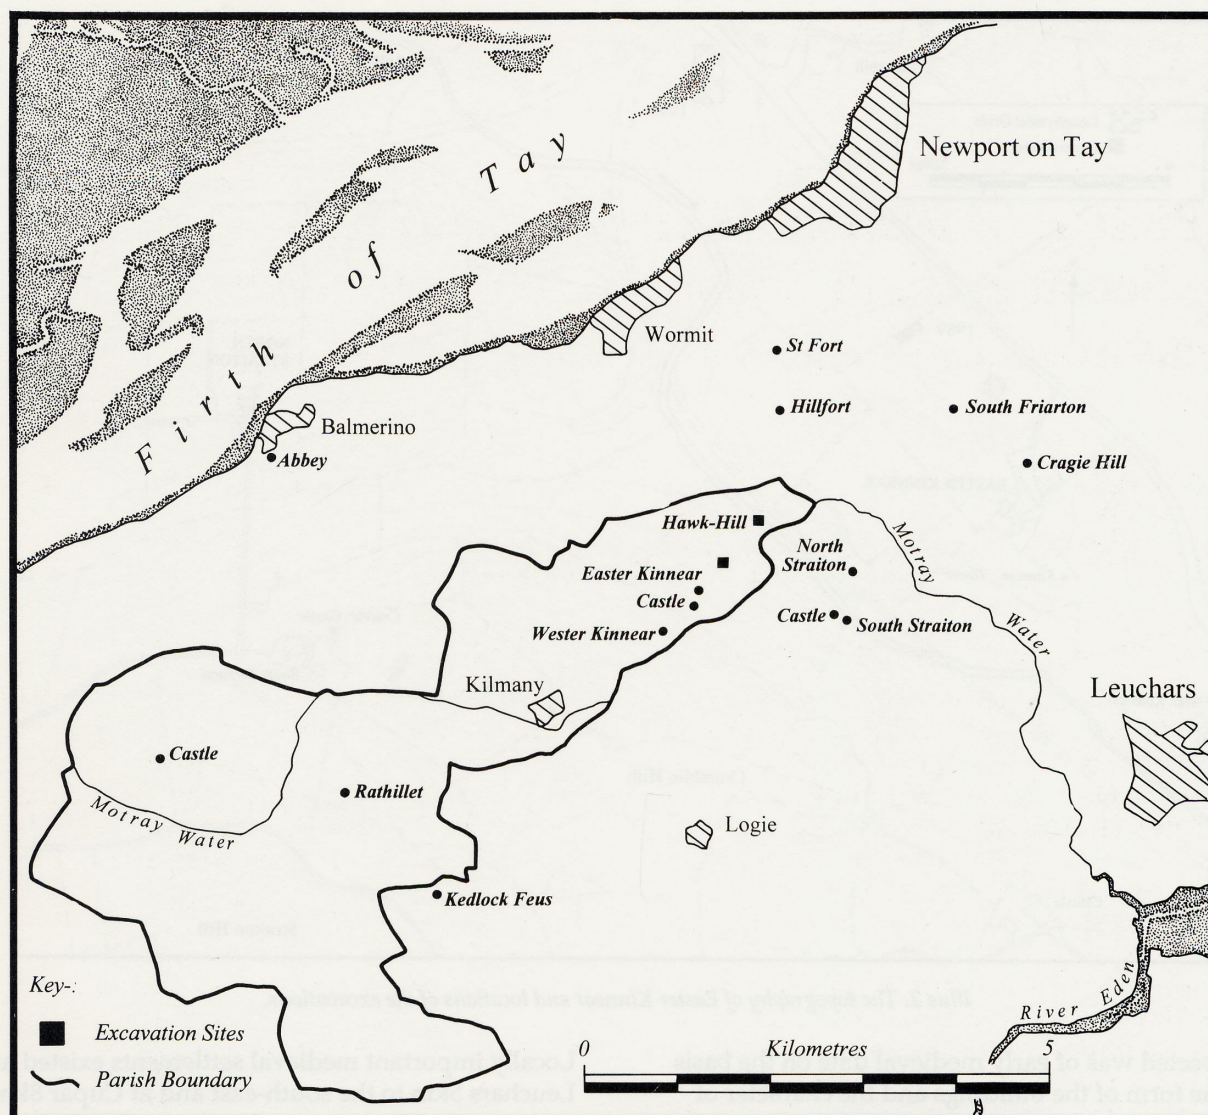 Firth of Tay
Newport on Tay
Wormit
St Fort
Hillfort
South Friarton
Balmerino
Abbey
Cragie Hill
Hawk-Hill
Motray Water
North
Straiton
Easter Kinnear
Castle
Castle
South Straiton
Wester Kinnear
Kilmany
Leuchars
Castle
Rathillet
Motray Water
Logie
Kedlock Feus
River Eden
Key-:
Excavation Sites
Parish Boundary
0 Kilometres 5